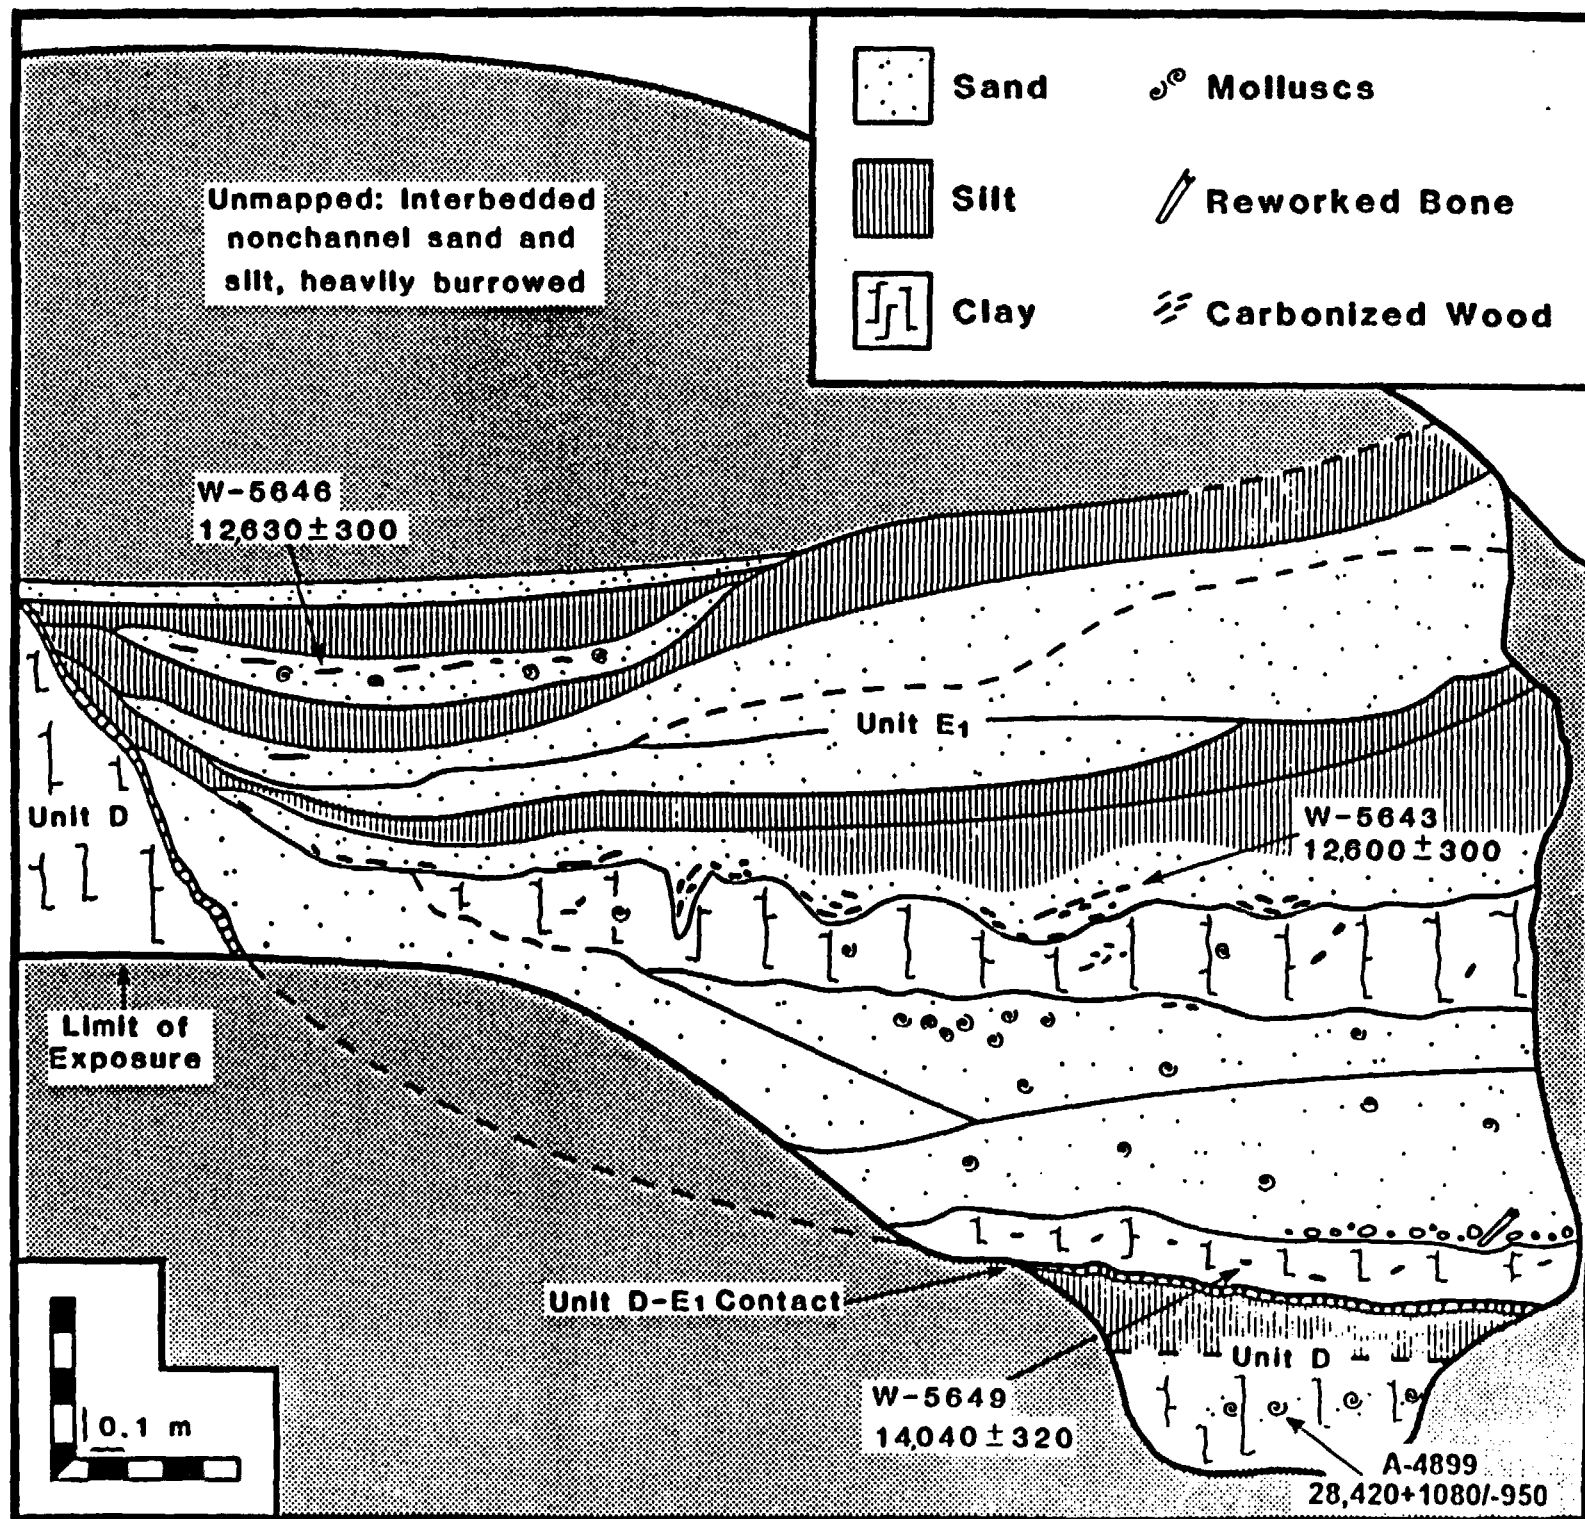 Sand
Molluscs
Silt
Reworked Bone
Clay
Carbonized Wood
Unmapped: Interbedded
nonchannel sand and
silt, heavily burrowed
W-5646
12,630 ± 300
Unit E1
Unit D
W-5643
12,600 ± 300
Limit of
Exposure
Unit D-E1 Contact
Unit D
W-5649
14,040 ± 320
0.1 m
A-4899
28,420+1080/-950